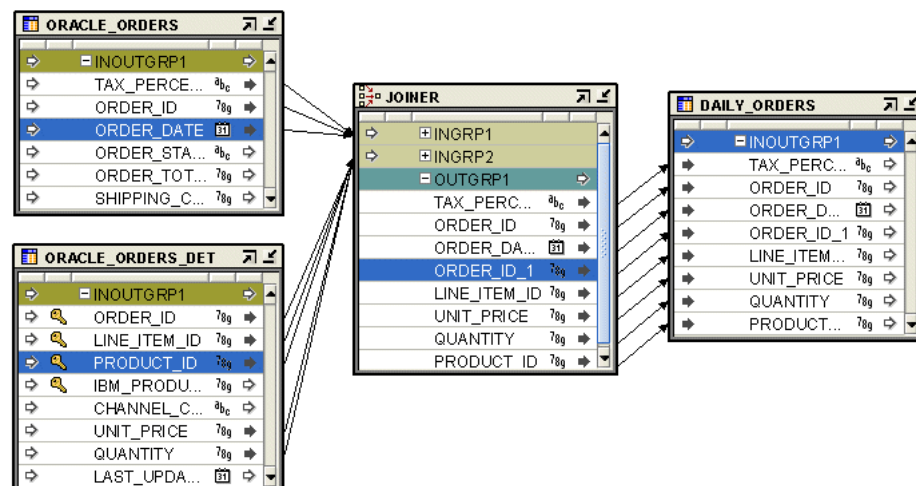 ORACLE_ORDERS
INOUTGRP1
TAX_PERCE...
ORDER_ID
ORDER_DATE
ORDER_STA...
ORDER_TOT...
SHIPPING_C...
ORACLE_ORDERS_DET
INOUTGRP1
ORDER_ID
LINE_ITEM_ID
PRODUCT_ID
IBM_PRODU...
CHANNEL_C...
UNIT_PRICE
QUANTITY
LAST_UPDA...
JOINER
INGRP1
INGRP2
OUTGRP1
TAX_PERC...
ORDER_ID
ORDER_DA...
ORDER_ID_1
LINE_ITEM_ID
UNIT_PRICE
QUANTITY
PRODUCT_ID
DAILY_ORDERS
INOUTGRP1
TAX_PERC...
ORDER_ID
ORDER_D...
ORDER_ID_1
LINE_ITEM...
UNIT_PRICE
QUANTITY
PRODUCT...